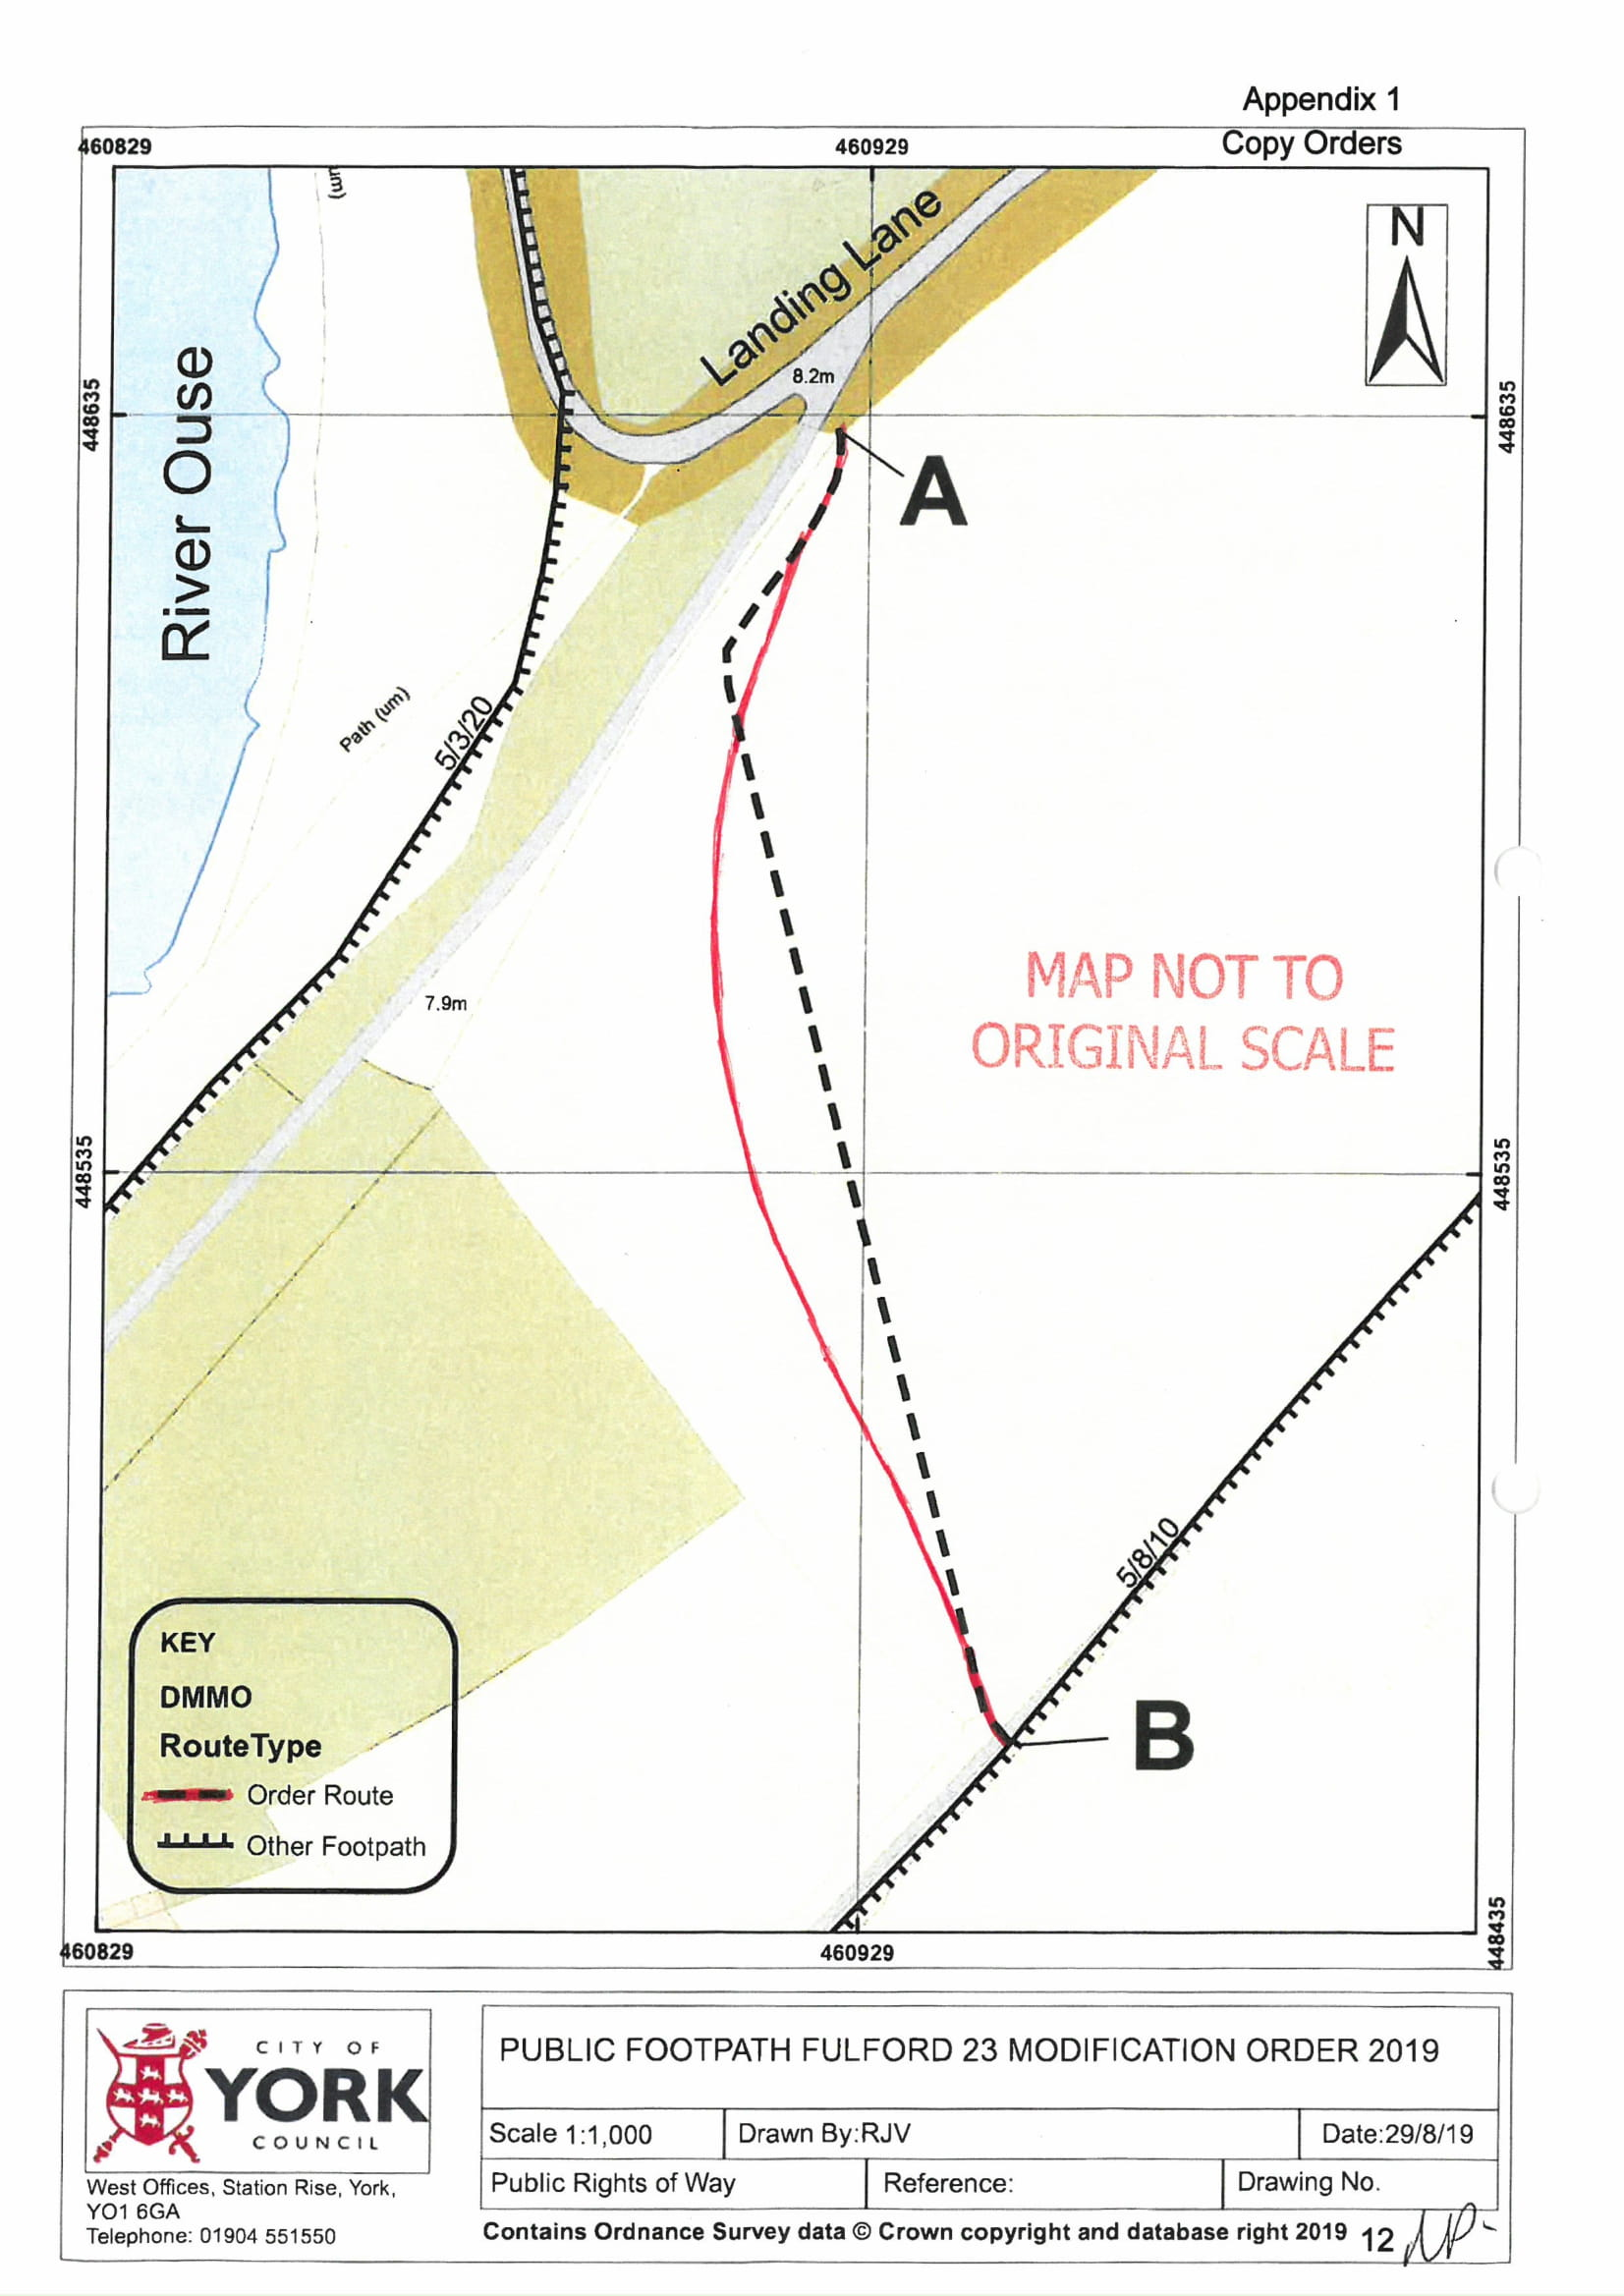 Appendix 1
Copy Orders
460829
460929
(um)
N
Landing Lane
8.2m
448635
448635
River Ouse
A
Path (um)
5/3/20
7.9m
MAP NOT TO
ORIGINAL SCALE
448535
448535
5/8/10
B
KEY
DMMO
RouteType
Order Route
Other Footpath
448435
460829
460929
CITY OF
YORK
COUNCIL
West Offices, Station Rise, York,
YO1 6GA
Telephone: 01904 551550
PUBLIC FOOTPATH FULFORD 23 MODIFICATION ORDER 2019
Scale 1:1,000
Drawn By:RJV
Date:29/8/19
Public Rights of Way
Reference:
Drawing No.
Contains Ordnance Survey data © Crown copyright and database right 2019
12